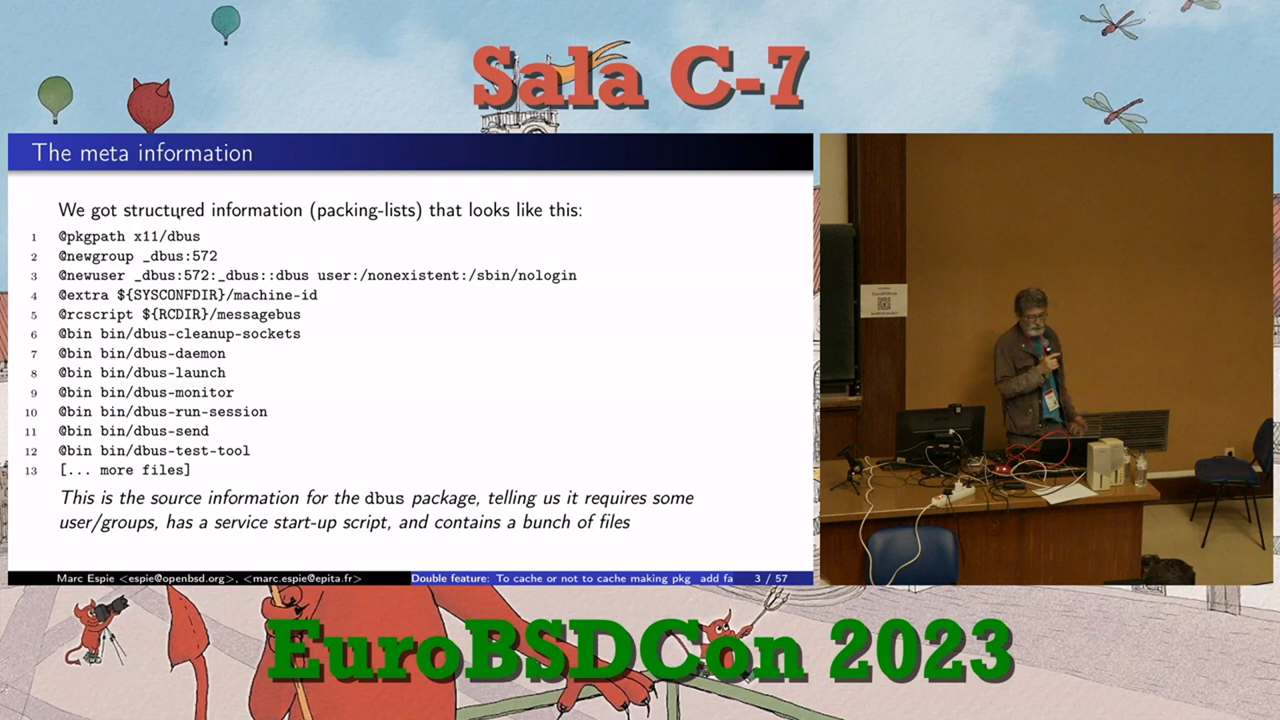 Sala C-7
The meta information
We got structured information (packing-lists) that looks like this:
1 @pkgpath x11/dbus
2 @newgroup _dbus:572
3 @newuser _dbus:572:_dbus::dbus user:/nonexistent:/sbin/nologin
4 @extra ${SYSCONFDIR}/machine-id
5 @rcscript ${RCDIR}/messagebus
6 @bin bin/dbus-cleanup-sockets
7 @bin bin/dbus-daemon
8 @bin bin/dbus-launch
9 @bin bin/dbus-monitor
10 @bin bin/dbus-run-session
11 @bin bin/dbus-send
12 @bin bin/dbus-test-tool
13 [... more files]
This is the source information for the dbus package, telling us it requires some
user/groups, has a service start-up script, and contains a bunch of files
Marc Espie <espie@openbsd.org>, <marc.espie@epita.fr> Double feature: To cache or not to cache making pkg add fa 3 / 57
EuroBSDCon 2023